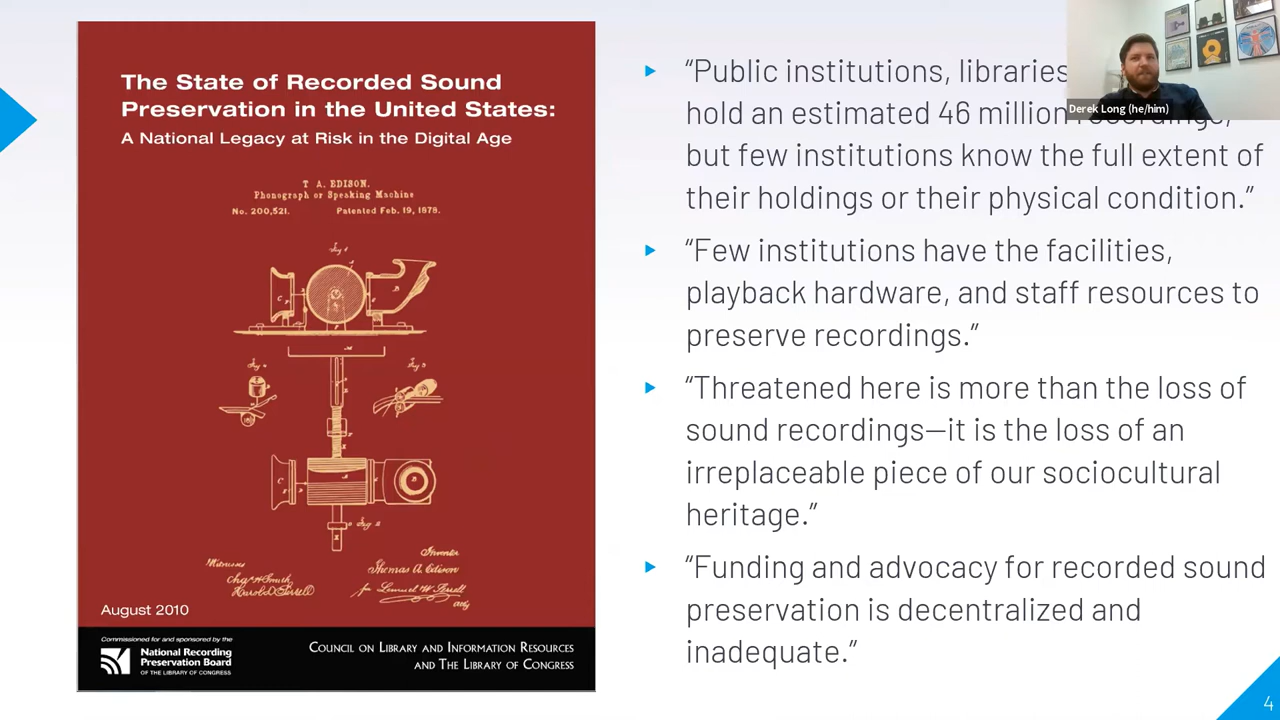 The State of Recorded Sound
Preservation in the United States:
A National Legacy at Risk in the Digital Age
T A. EDISON.
Phonograph or Speaking Machine
No. 200,521. Patented Feb. 19, 1878.
Witnesses
Inventor
Thomas A. Edison
August 2010
Commissioned for and sponsored by the
National Recording
Preservation Board
OF THE LIBRARY OF CONGRESS
COUNCIL ON LIBRARY AND INFORMATION RESOURCES
AND THE LIBRARY OF CONGRESS
“Public institutions, libraries
hold an estimated 46 million recordings,
but few institutions know the full extent of
their holdings or their physical condition.”
“Few institutions have the facilities,
playback hardware, and staff resources to
preserve recordings.”
“Threatened here is more than the loss of
sound recordings—it is the loss of an
irreplaceable piece of our sociocultural
heritage.”
“Funding and advocacy for recorded sound
preservation is decentralized and
inadequate.”
Derek Long (he/him)
4